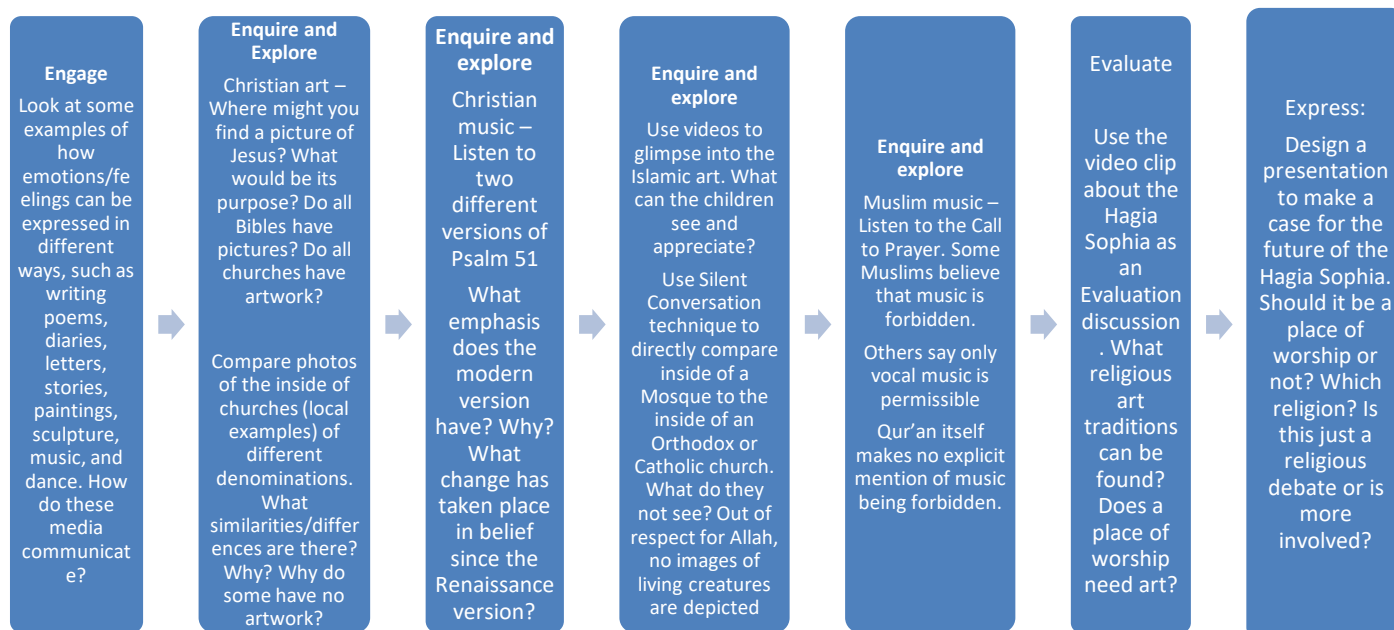 Engage
Look at some
examples of
how
emotions/fe
elings can be
expressed in
different
ways, such as
writing
poems,
diaries,
letters,
stories,
paintings,
sculpture,
music, and
dance. How
do these
media
communicat
e?
Enquire and
Explore
Christian art –
Where might you
find a picture of
Jesus? What
would be its
purpose? Do all
Bibles have
pictures? Do all
churches have
artwork?
Compare photos
of the inside of
churches (local
examples) of
different
denominations.
What
similarities/differ
ences are there?
Why? Why do
some have no
artwork?
Enquire and
explore
Christian
music –
Listen to
two
different
versions of
Psalm 51
What
emphasis
does the
modern
version
have? Why?
What
change has
taken place
in belief
since the
Renaissance
version?
Enquire and
explore
Use videos to
glimpse into the
Islamic art. What
can the children
see and
appreciate?
Use Silent
Conversation
technique to
directly compare
inside of a
Mosque to the
inside of an
Orthodox or
Catholic church.
What do they
not see? Out of
respect for Allah,
no images of
living creatures
are depicted
Enquire and
explore
Muslim music –
Listen to the Call
to Prayer. Some
Muslims believe
that music is
forbidden.
Others say only
vocal music is
permissible
Qur'an itself
makes no explicit
mention of music
being forbidden.
Evaluate
Use the
video clip
about the
Hagia
Sophia as
an
Evaluation
discussion
. What
religious
art
traditions
can be
found?
Does a
place of
worship
need art?
Express:
Design a
presentation
to make a
case for the
future of the
Hagia Sophia.
Should it be a
place of
worship or
not? Which
religion? Is
this just a
religious
debate or is
more
involved?